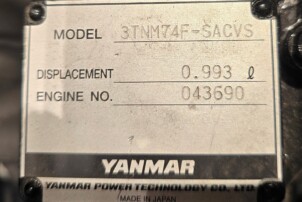 MODEL 3TNM74F-SACVS
DISPLACEMENT 0.993 ℓ
ENGINE NO. 043690
YANMAR
YANMAR POWER TECHNOLOGY CO., LTD.
MADE IN JAPAN